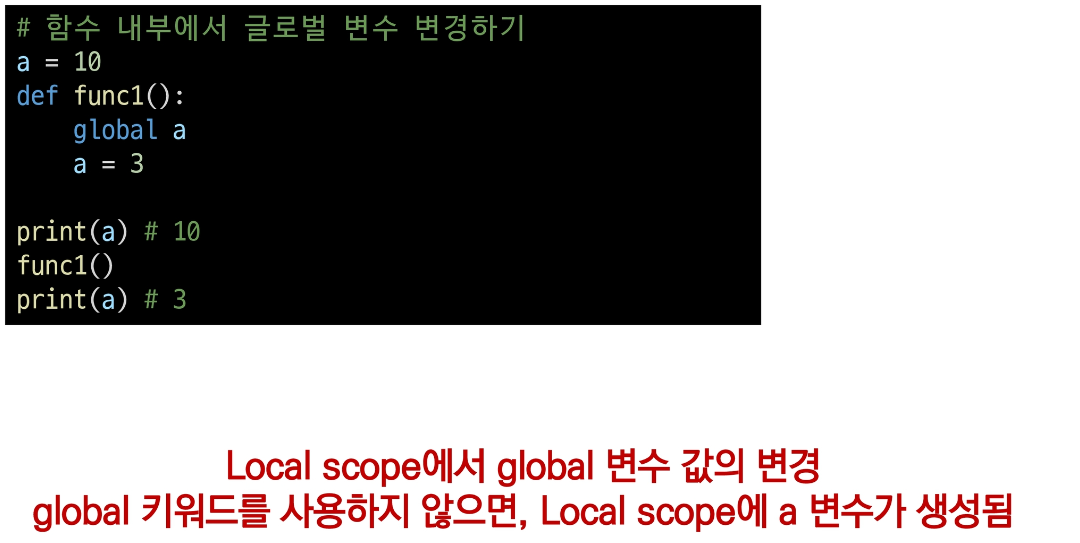 # 함수 내부에서 글로벌 변수 변경하기
a = 10
def func1():
    global a
    a = 3
print(a) # 10
func1()
print(a) # 3
Local scope에서 global 변수 값의 변경
global 키워드를 사용하지 않으면, Local scope에 a 변수가 생성됨